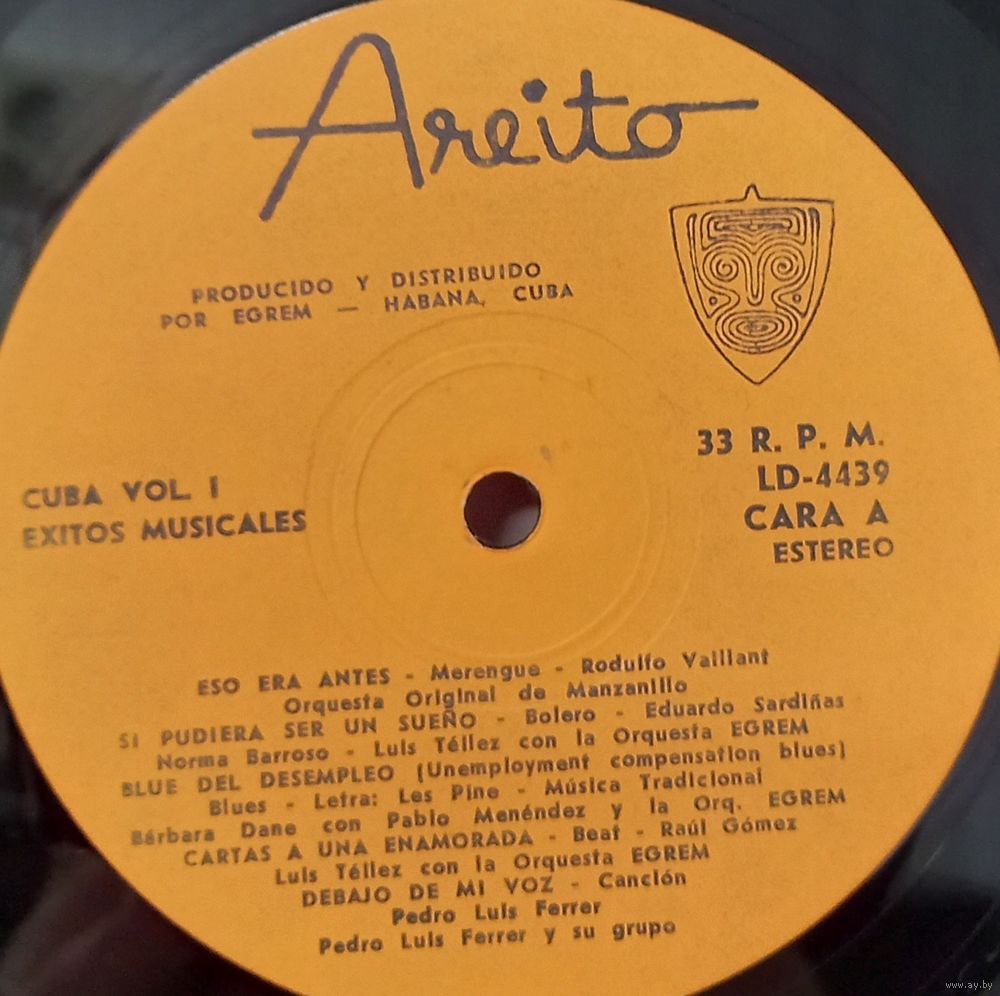 Areito
PRODUCIDO Y DISTRIBUIDO
POR EGREM — HABANA, CUBA
33 R. P. M.
LD-4439
CARA A
ESTEREO
CUBA VOL. I
EXITOS MUSICALES
ESO ERA ANTES - Merengue - Rodulfo Vaillant
Orquesta Original de Manzanillo
SI PUDIERA SER UN SUEÑO - Bolero - Eduardo Sardiñas
Norma Barroso - Luis Téllez con la Orquesta EGREM
BLUE DEL DESEMPLEO (Unemployment compensation blues)
Blues - Letra: Les Pine - Música Tradicional
Bárbara Dane con Pablo Menéndez y la Orq. EGREM
CARTAS A UNA ENAMORADA - Beat - Raúl Gómez
Luis Téllez con la Orquesta EGREM
DEBAJO DE MI VOZ - Canción
Pedro Luis Ferrer
Pedro Luis Ferrer y su grupo
www.ay.by